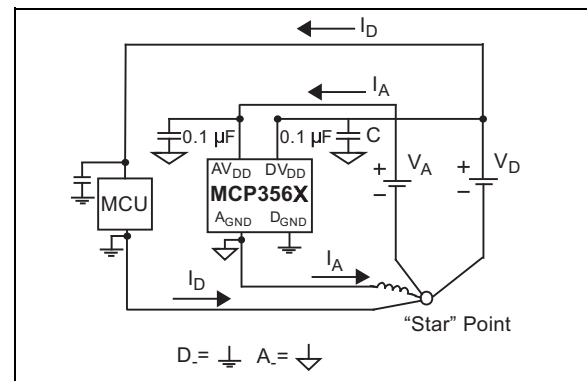 I_D
I_A
0.1 µF
0.1 µF
C
AV_DD
DV_DD
V_A
V_D
+
+
−
−
MCP356X
MCU
A_GND
D_GND
I_D
I_A
"Star" Point
D_-=
A_-=